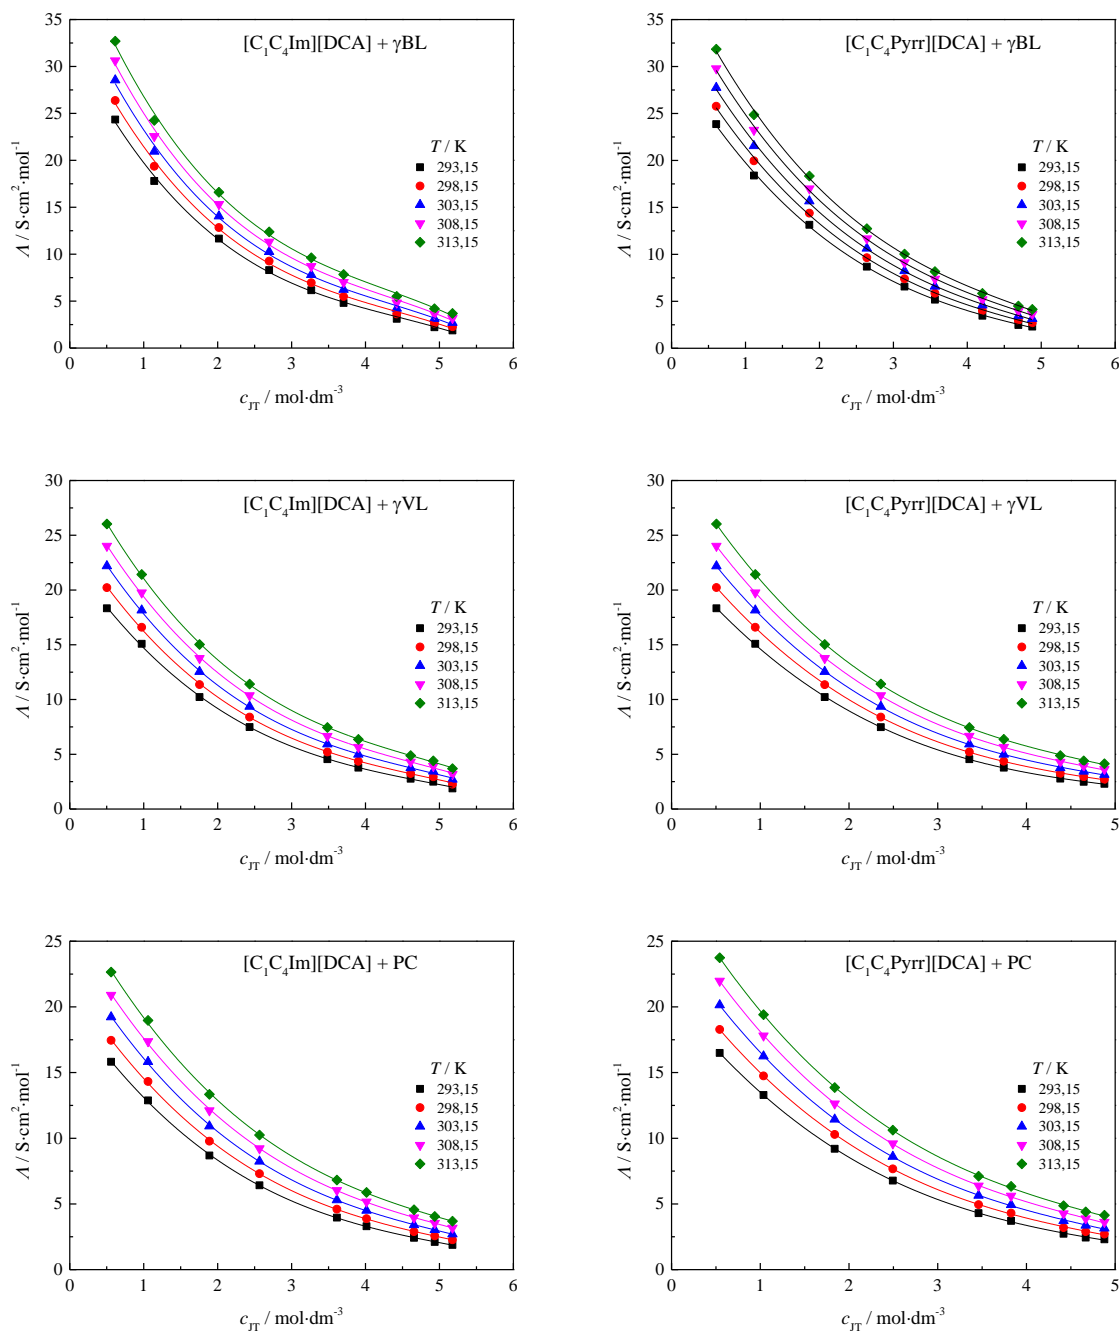 [C₁C₄Im][DCA] + γBL
Λ / S·cm²·mol⁻¹
35
30
25
20
15
10
5
0
T / K
293,15
298,15
303,15
308,15
313,15
0 1 2 3 4 5 6
c_JT / mol·dm⁻³
[C₁C₄Pyrr][DCA] + γBL
Λ / S·cm²·mol⁻¹
35
30
25
20
15
10
5
0
T / K
293,15
298,15
303,15
308,15
313,15
0 1 2 3 4 5 6
c_JT / mol·dm⁻³
[C₁C₄Im][DCA] + γVL
Λ / S·cm²·mol⁻¹
30
25
20
15
10
5
0
T / K
293,15
298,15
303,15
308,15
313,15
0 1 2 3 4 5 6
c_JT / mol·dm⁻³
[C₁C₄Pyrr][DCA] + γVL
Λ / S·cm²·mol⁻¹
30
25
20
15
10
5
0
T / K
293,15
298,15
303,15
308,15
313,15
0 1 2 3 4 5
c_JT / mol·dm⁻³
[C₁C₄Im][DCA] + PC
Λ / S·cm²·mol⁻¹
25
20
15
10
5
0
T / K
293,15
298,15
303,15
308,15
313,15
0 1 2 3 4 5 6
c_JT / mol·dm⁻³
[C₁C₄Pyrr][DCA] + PC
Λ / S·cm²·mol⁻¹
25
20
15
10
5
0
T / K
293,15
298,15
303,15
308,15
313,15
0 1 2 3 4 5
c_JT / mol·dm⁻³